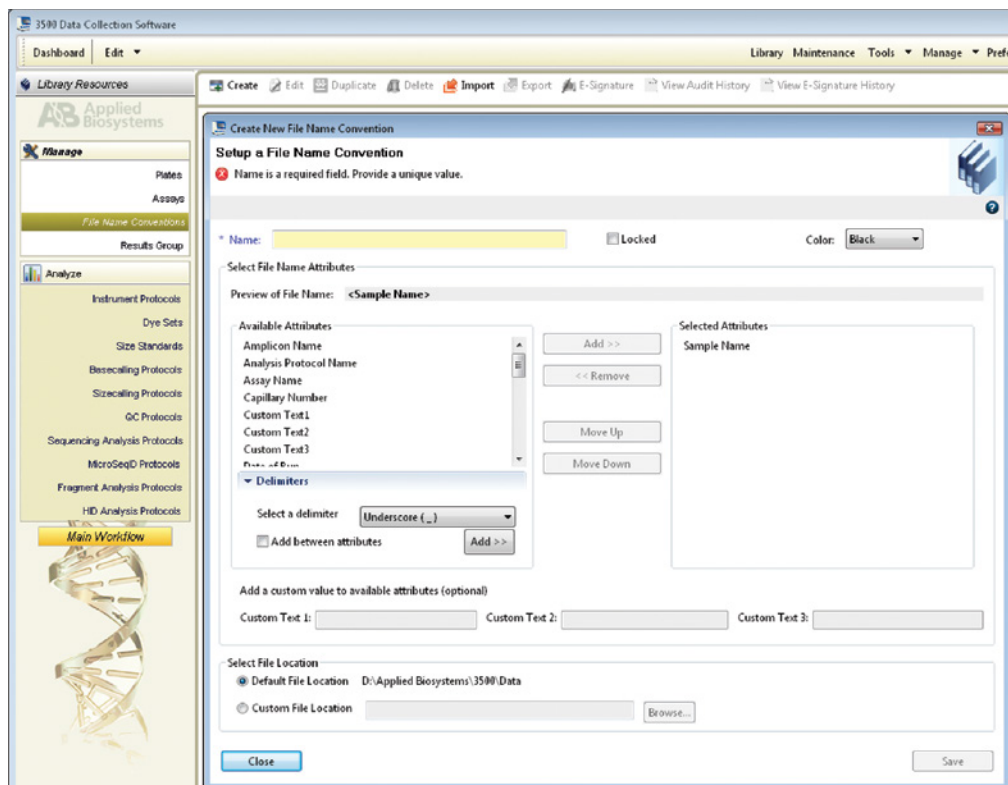 3500 Data Collection Software
Dashboard Edit
Library Maintenance Tools Manage Pref
Library Resources
Create Edit Duplicate Delete Import Export E-Signature View Audit History View E-Signature History
AB Applied Biosystems
Manage
Plates
Assays
File Name Conventions
Results Group
Analyze
Instrument Protocols
Dye Sets
Size Standards
Basecalling Protocols
Sizecalling Protocols
QC Protocols
Sequencing Analysis Protocols
MicroSeqID Protocols
Fragment Analysis Protocols
HID Analysis Protocols
Main Workflow
Create New File Name Convention
Setup a File Name Convention
Name is a required field. Provide a unique value.
* Name:
Locked
Color: Black
Select File Name Attributes
Preview of File Name: <Sample Name>
Available Attributes
Amplicon Name
Analysis Protocol Name
Assay Name
Capillary Number
Custom Text1
Custom Text2
Custom Text3
Date of Run
Add >>
<< Remove
Move Up
Move Down
Selected Attributes
Sample Name
Delimiters
Select a delimiter Underscore ( _ )
Add between attributes Add >>
Add a custom value to available attributes (optional)
Custom Text 1: Custom Text 2: Custom Text 3:
Select File Location
Default File Location D:\Applied Biosystems\3500\Data
Custom File Location Browse...
Close Save